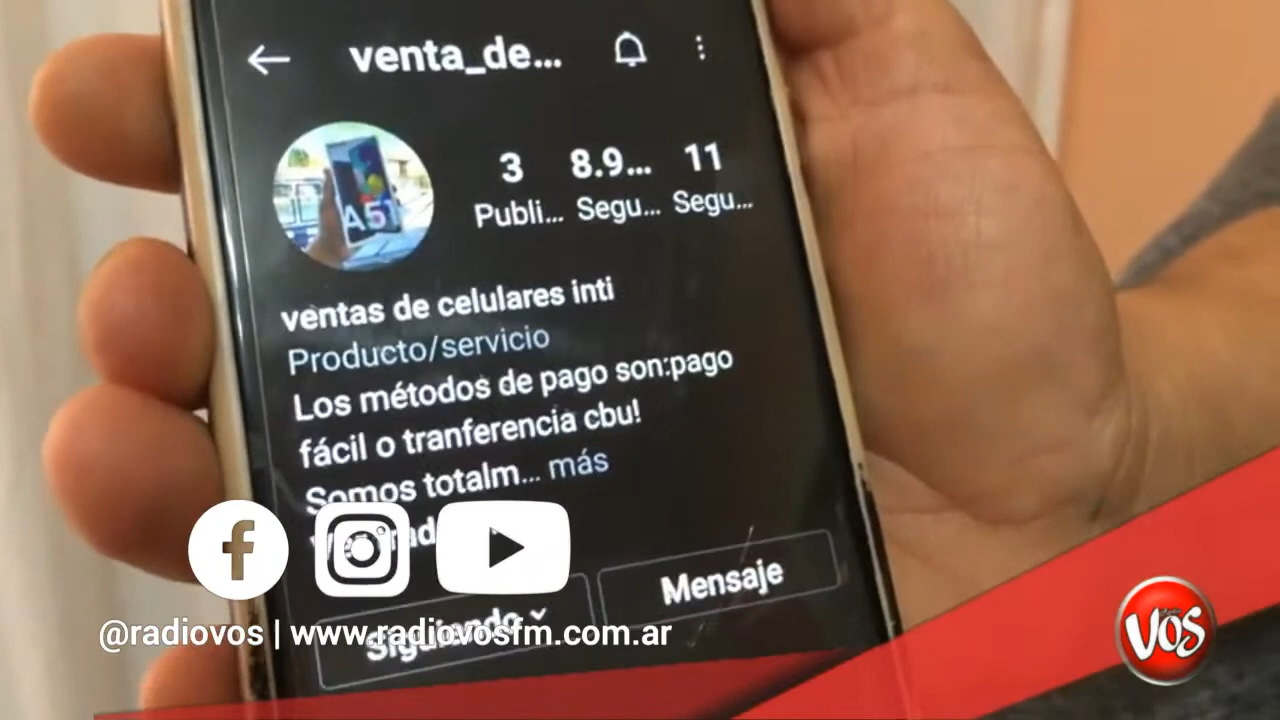 venta_de...
3 8.9... 11
Publi... Segu... Segu...
A51
ventas de celulares inti
Producto/servicio
Los métodos de pago son:pago
fácil o tranferencia cbu!
Somos totalm... más
Siguiendo Mensaje
@radiovos | www.radiovosfm.com.ar
VOS